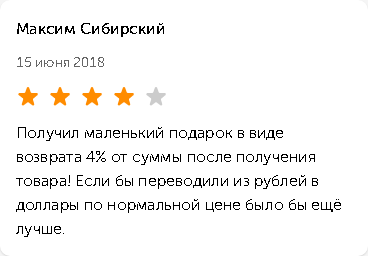 Максим Сибирский
15 июня 2018
Получил маленький подарок в виде
возврата 4% от суммы после получения
товара! Если бы переводили из рублей в
доллары по нормальной цене было бы ещё
лучше.